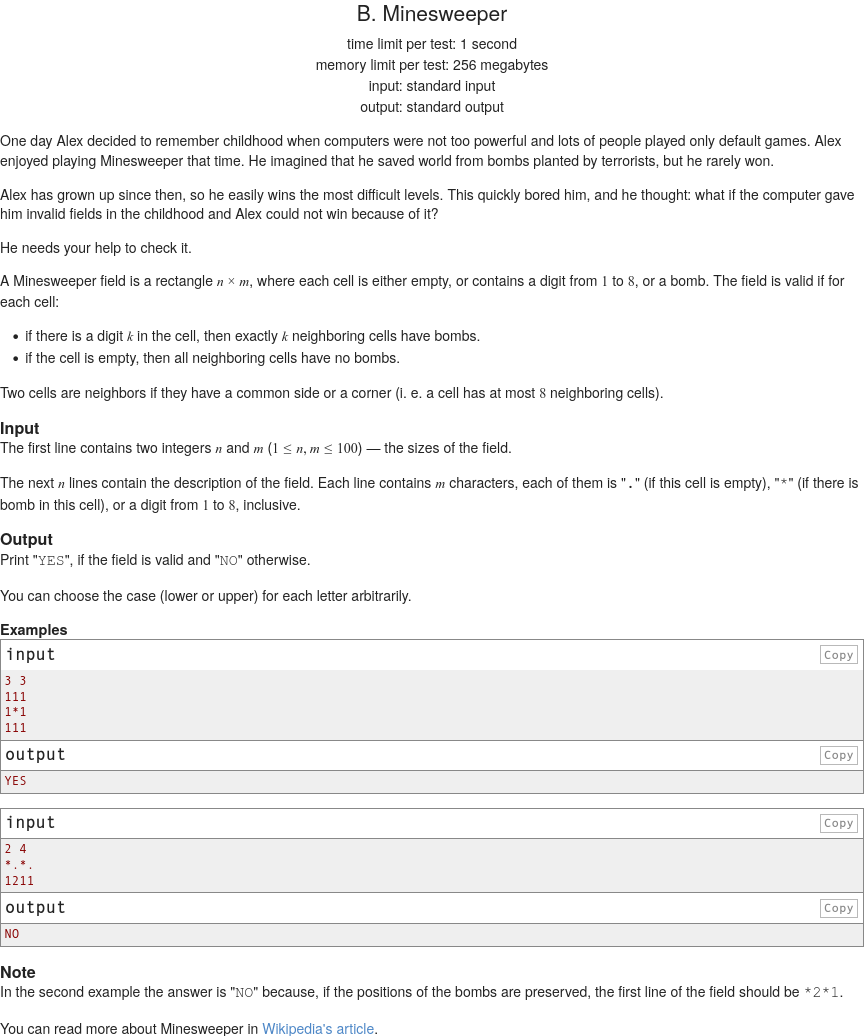 B. Minesweeper
time limit per test: 1 second
memory limit per test: 256 megabytes
input: standard input
output: standard output
One day Alex decided to remember childhood when computers were not too powerful and lots of people played only default games. Alex
enjoyed playing Minesweeper that time. He imagined that he saved world from bombs planted by terrorists, but he rarely won.
Alex has grown up since then, so he easily wins the most difficult levels. This quickly bored him, and he thought: what if the computer gave
him invalid fields in the childhood and Alex could not win because of it?
He needs your help to check it.
A Minesweeper field is a rectangle n × m, where each cell is either empty, or contains a digit from 1 to 8, or a bomb. The field is valid if for
each cell:
• if there is a digit k in the cell, then exactly k neighboring cells have bombs.
• if the cell is empty, then all neighboring cells have no bombs.
Two cells are neighbors if they have a common side or a corner (i. e. a cell has at most 8 neighboring cells).
Input
The first line contains two integers n and m (1 ≤ n, m ≤ 100) — the sizes of the field.
The next n lines contain the description of the field. Each line contains m characters, each of them is "." (if this cell is empty), "*" (if there is
bomb in this cell), or a digit from 1 to 8, inclusive.
Output
Print "YES", if the field is valid and "NO" otherwise.
You can choose the case (lower or upper) for each letter arbitrarily.
Examples
input Copy
3 3
111
1*1
111
output Copy
YES
input Copy
2 4
*.*.
1211
output Copy
NO
Note
In the second example the answer is "NO" because, if the positions of the bombs are preserved, the first line of the field should be *2*1.
You can read more about Minesweeper in Wikipedia's article.